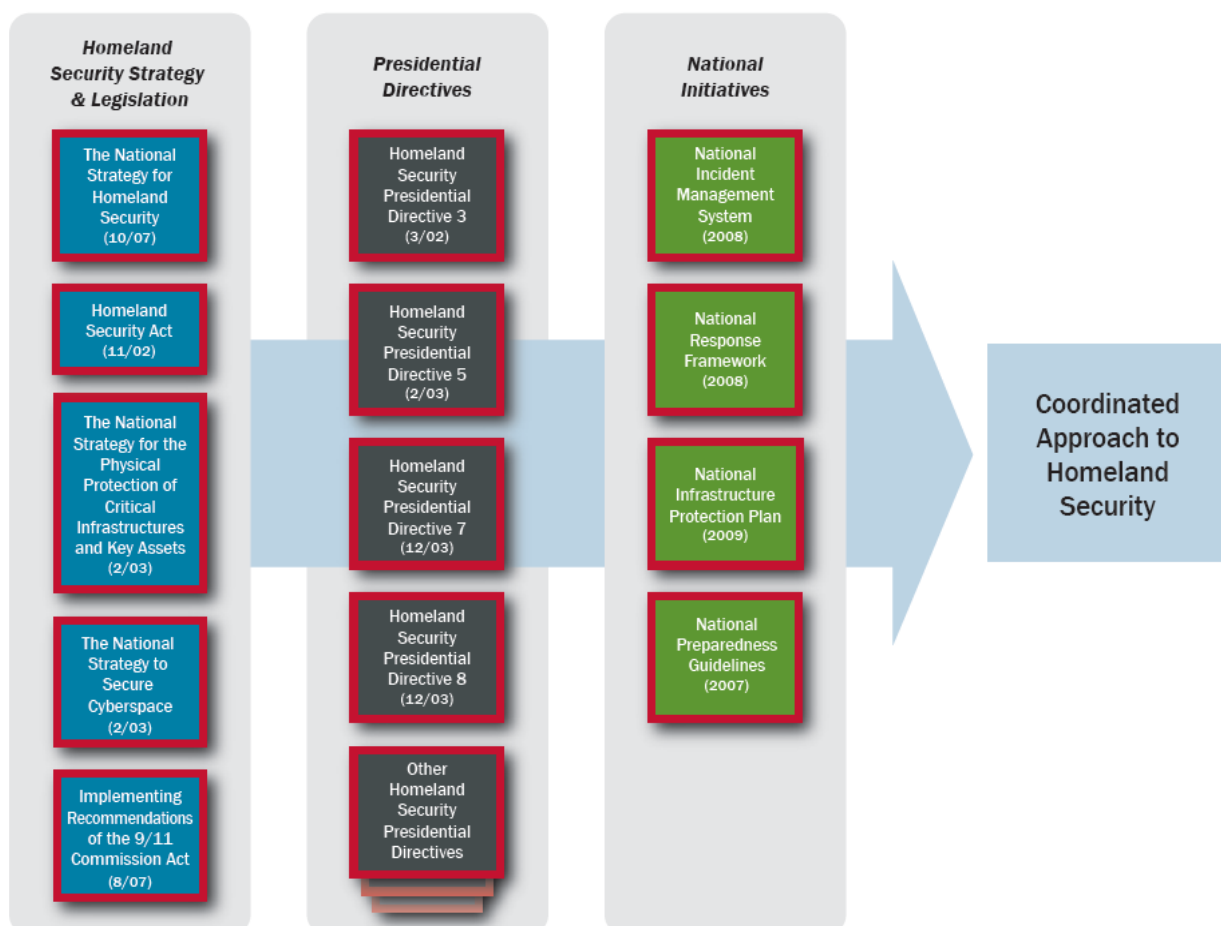 Homeland
Security Strategy
& Legislation
The National
Strategy for
Homeland
Security
(10/07)
Homeland
Security Act
(11/02)
The National
Strategy for the
Physical
Protection of
Critical
Infrastructures
and Key Assets
(2/03)
The National
Strategy to
Secure
Cyberspace
(2/03)
Implementing
Recommendations
of the 9/11
Commission Act
(8/07)
Presidential
Directives
Homeland
Security
Presidential
Directive 3
(3/02)
Homeland
Security
Presidential
Directive 5
(2/03)
Homeland
Security
Presidential
Directive 7
(12/03)
Homeland
Security
Presidential
Directive 8
(12/03)
Other
Homeland
Security
Presidential
Directives
National
Initiatives
National
Incident
Management
System
(2008)
National
Response
Framework
(2008)
National
Infrastructure
Protection Plan
(2009)
National
Preparedness
Guidelines
(2007)
Coordinated
Approach to
Homeland
Security